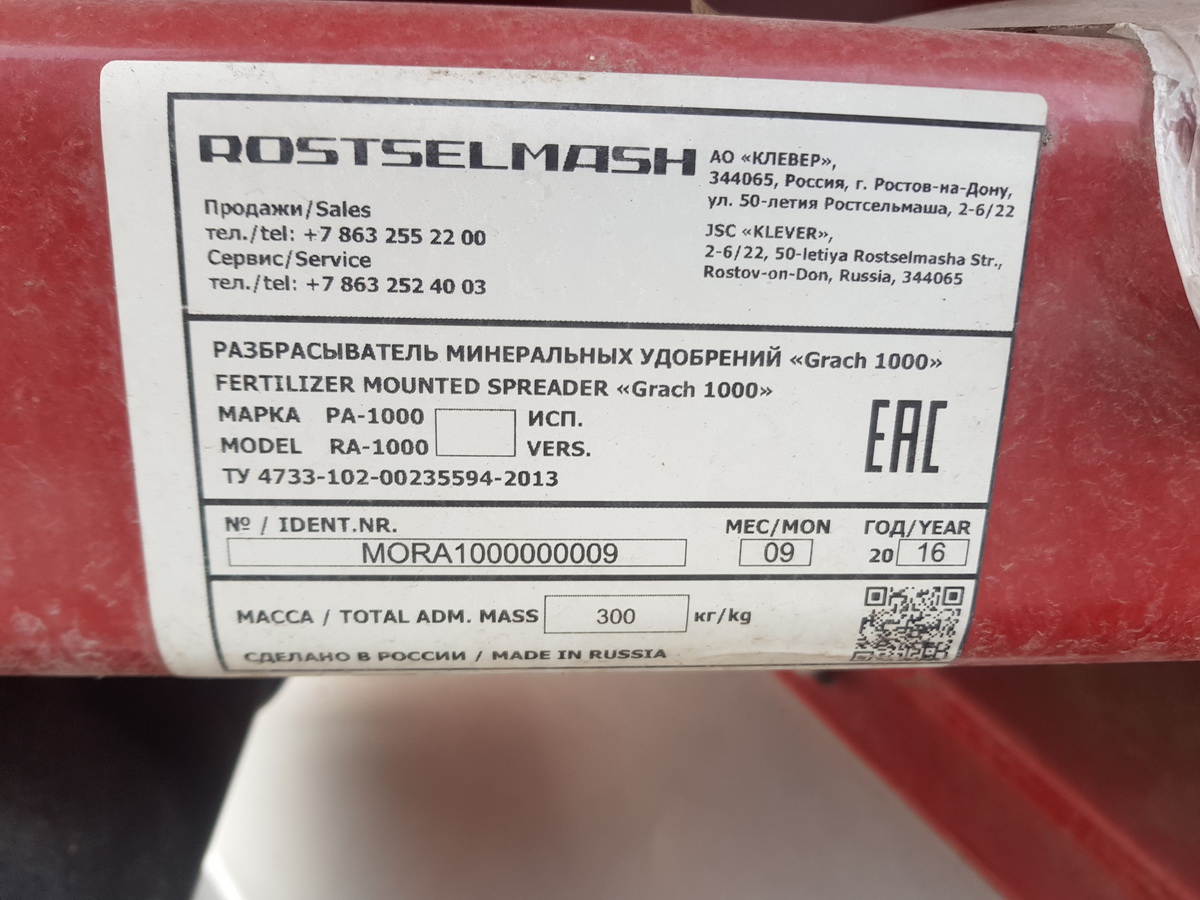 ROSTSELMASH
Продажи/Sales
тел./tel: +7 863 255 22 00
Сервис/Service
тел./tel: +7 863 252 40 03
АО «КЛЕВЕР»,
344065, Россия, г. Ростов-на-Дону,
ул. 50-летия Ростсельмаша, 2-6/22
JSC «KLEVER»,
2-6/22, 50-letiya Rostselmasha Str.,
Rostov-on-Don, Russia, 344065
РАЗБРАСЫВАТЕЛЬ МИНЕРАЛЬНЫХ УДОБРЕНИЙ «Grach 1000»
FERTILIZER MOUNTED SPREADER «Grach 1000»
МАРКА РА-1000 ИСП.
MODEL RA-1000 VERS.
ТУ 4733-102-00235594-2013
EAC
№ / IDENT.NR. МЕС/MON ГОД/YEAR
MORA1000000009 09 20 16
МАССА / TOTAL ADM. MASS 300 кг/kg
СДЕЛАНО В РОССИИ / MADE IN RUSSIA